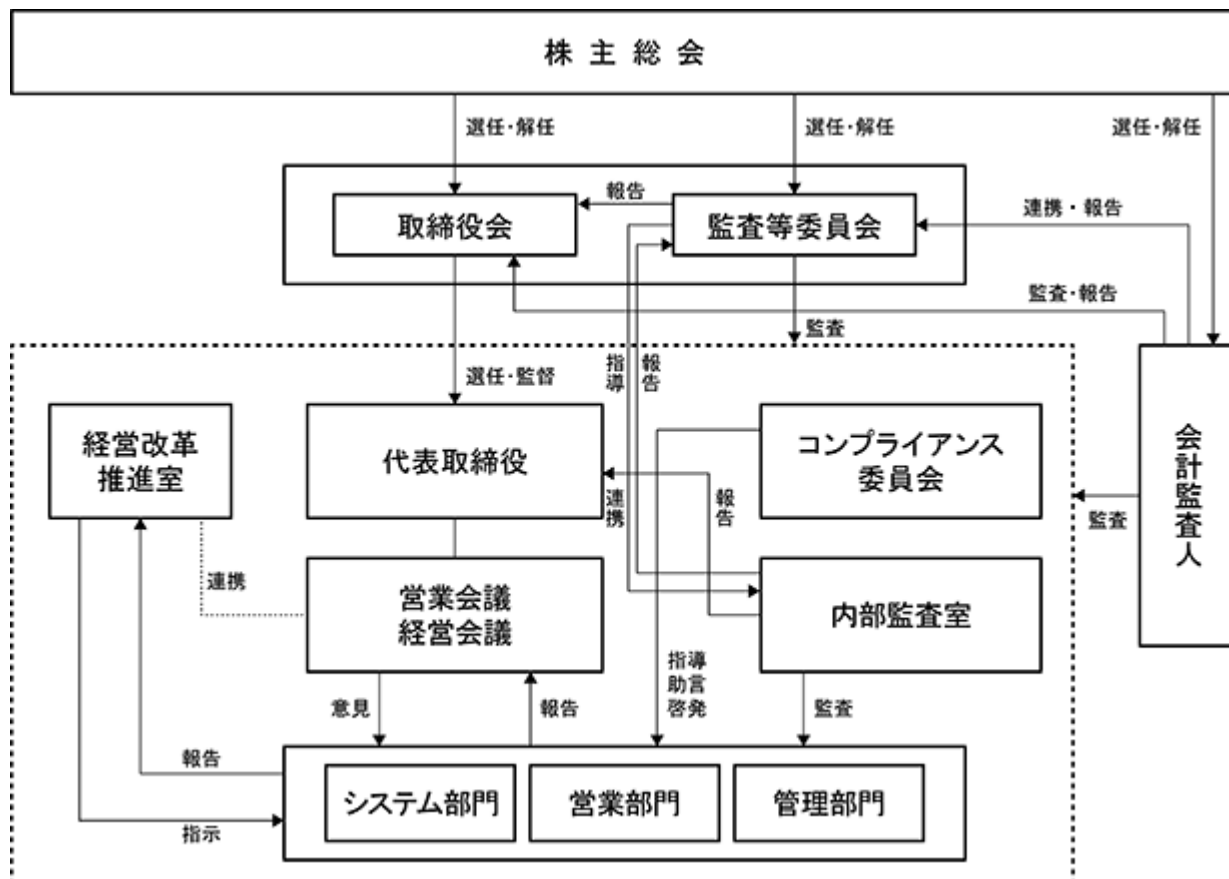 株主総会
選任・解任
選任・解任
選任・解任
取締役会
報告
監査等委員会
連携・報告
監査・報告
監査
選任・監督
指導
報告
経営改革
推進室
代表取締役
コンプライアンス
委員会
会計監査人
連携
報告
監査
連携
営業会議
経営会議
内部監査室
意見
報告
指導
助言
啓発
監査
報告
システム部門
営業部門
管理部門
指示